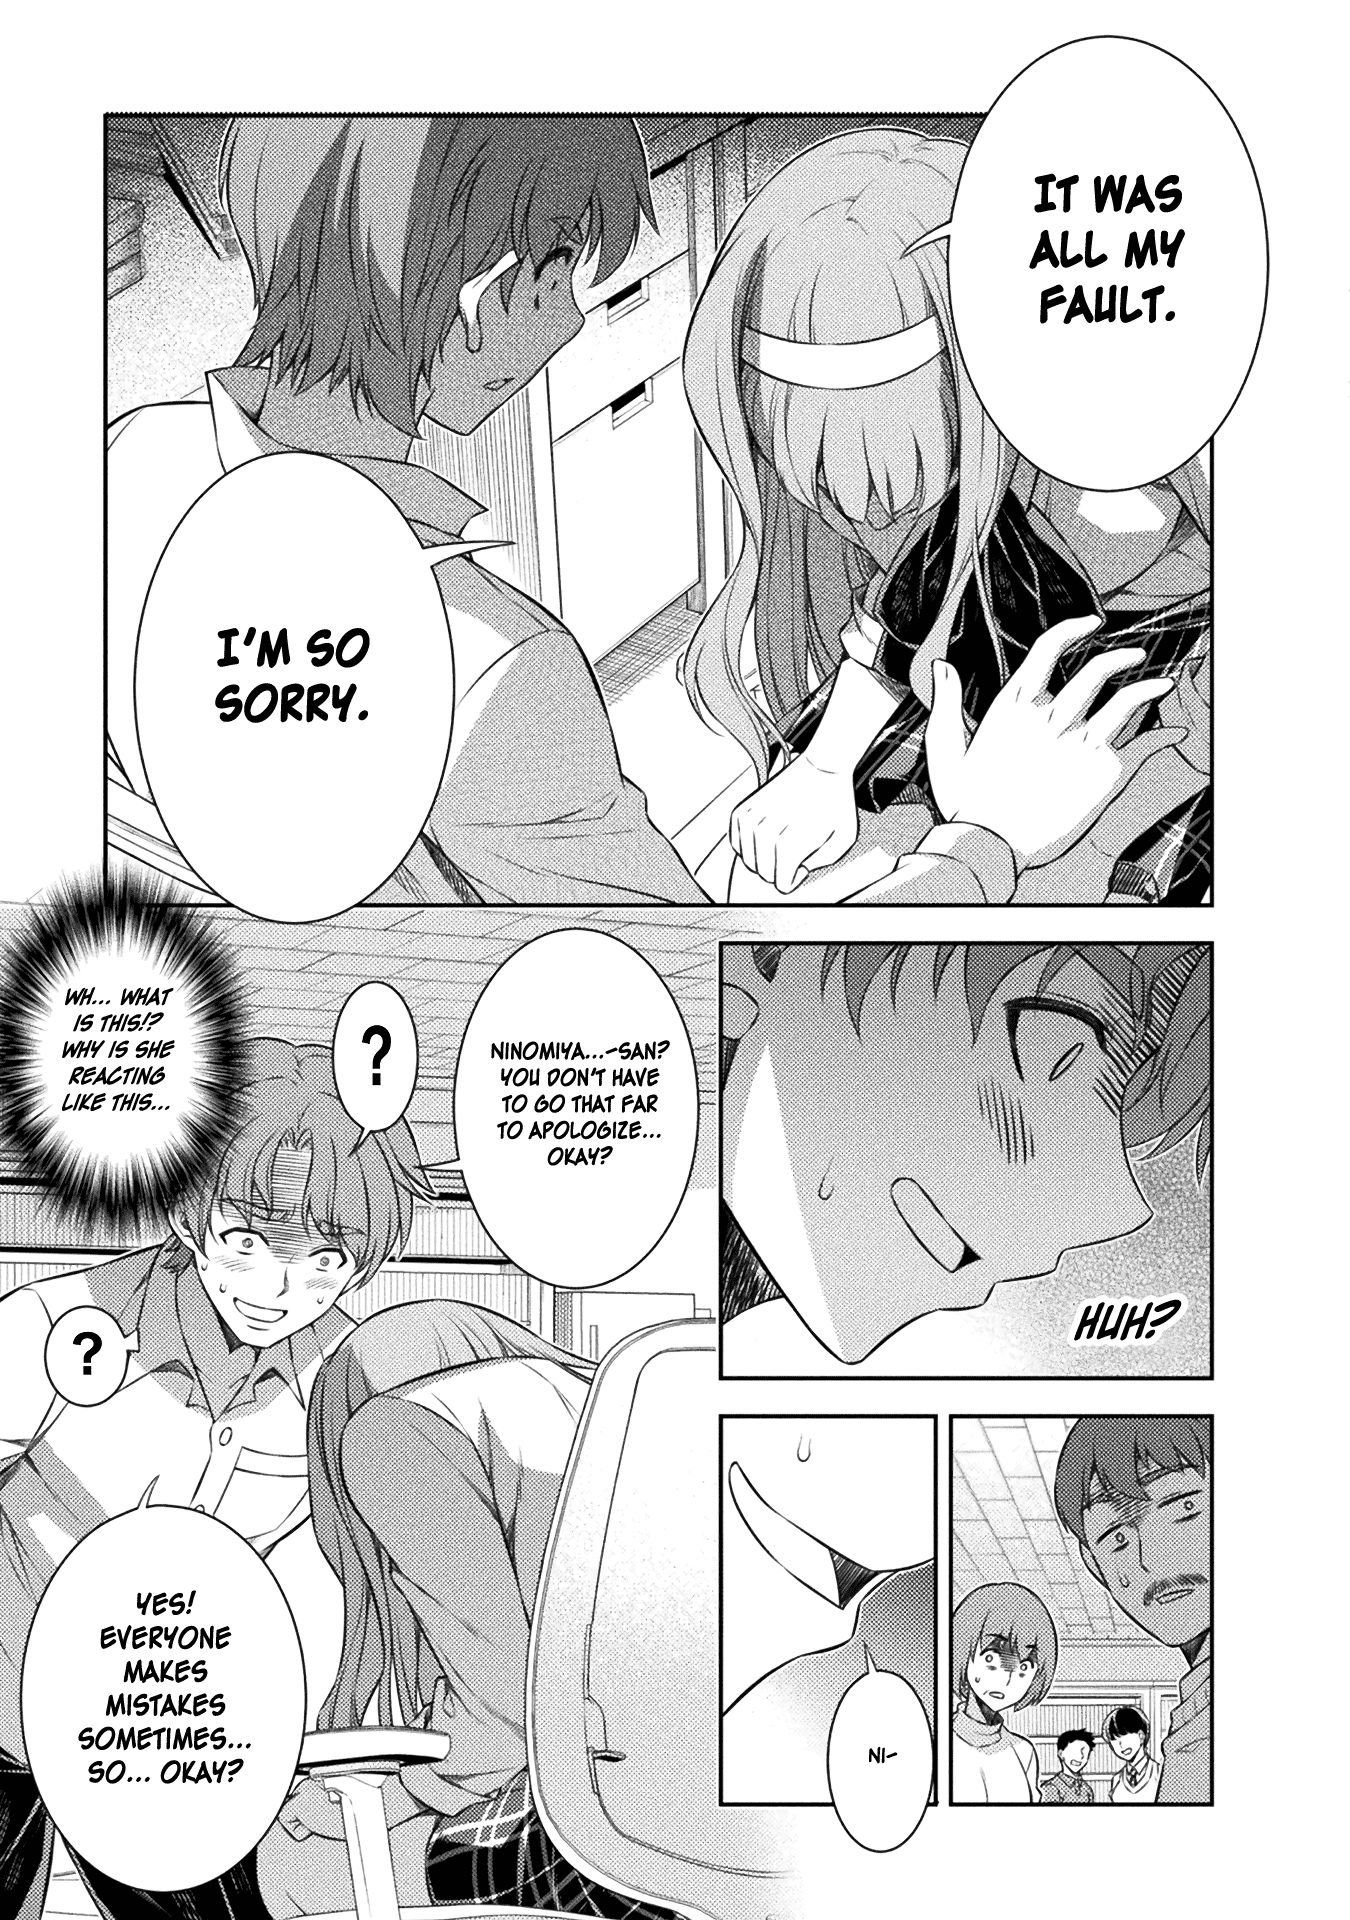 IT WAS
ALL MY
FAULT.
I'M SO
SORRY.
HUH?
NI-
NINOMIYA...-SAN?
YOU DON'T HAVE
TO GO THAT FAR
TO APOLOGIZE...
OKAY?
?
WH... WHAT
IS THIS!?
WHY IS SHE
REACTING
LIKE THIS...
?
YES!
EVERYONE
MAKES
MISTAKES
SOMETIMES...
SO... OKAY?